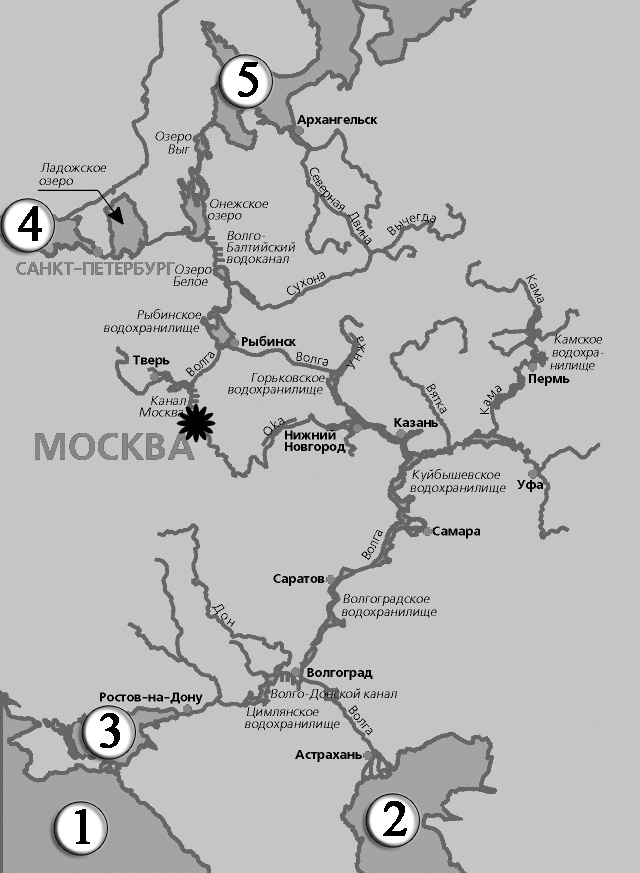 5
Архангельск
Озеро
Выг
Ладожское
озеро
Северная Двина
4
Онежское
озеро
Вычегда
Волго-
Балтийский
водоканал
САНКТ-ПЕТЕРБУРГ
Озеро
Белое
Сухона
Кама
Рыбинское
водохранилище
Рыбинск
Камское
водохра-
нилище
Тверь
Волга
Волга
Унжа
Горьковское
водохранилище
Пермь
Вятка
Кама
Канал
Москва
Ока
Казань
МОСКВА
Нижний
Новгород
Куйбышевское
водохранилище
Уфа
Самара
Волга
Саратов
Волгоградское
водохранилище
Дон
Волгоград
Волго-Донской канал
Ростов-на-Дону
Цимлянское
водохранилище
Волга
3
Астрахань
1
2